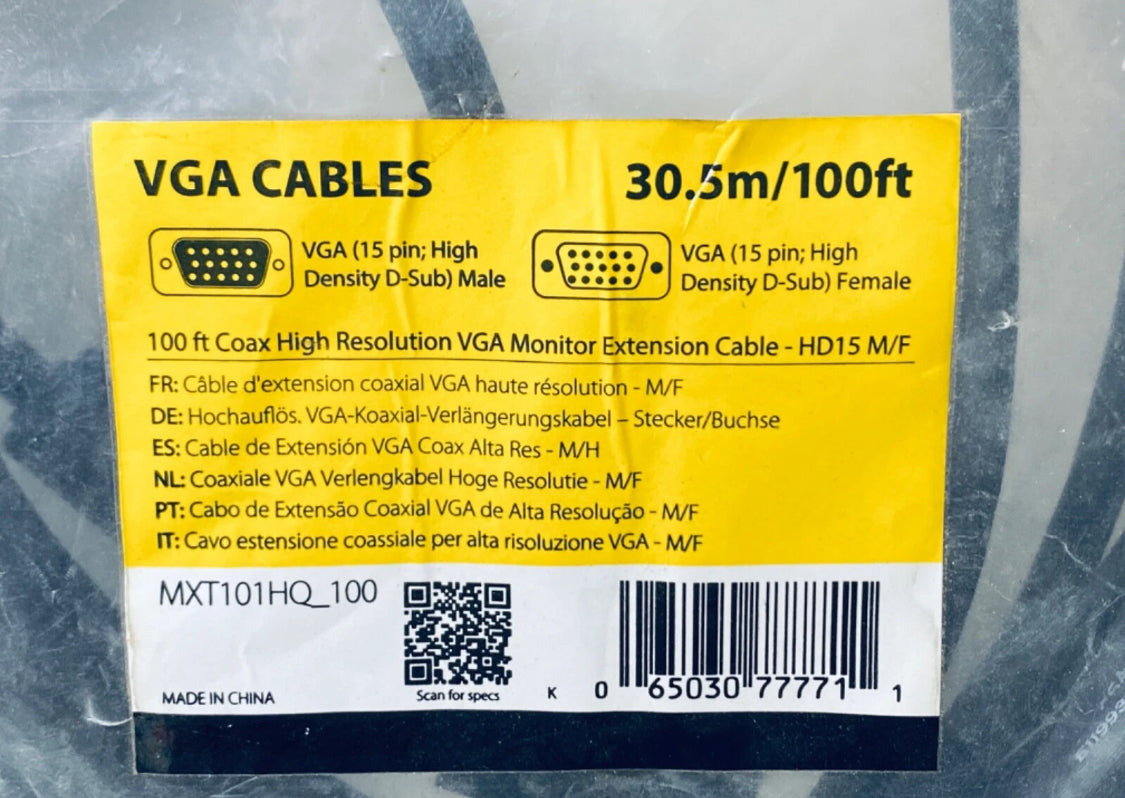 VGA CABLES 30.5m/100ft
VGA (15 pin; High
Density D-Sub) Male
VGA (15 pin; High
Density D-Sub) Female
100 ft Coax High Resolution VGA Monitor Extension Cable - HD15 M/F
FR: Câble d'extension coaxial VGA haute résolution - M/F
DE: Hochauflös. VGA-Koaxial-Verlängerungskabel – Stecker/Buchse
ES: Cable de Extensión VGA Coax Alta Res - M/H
NL: Coaxiale VGA Verlengkabel Hoge Resolutie - M/F
PT: Cabo de Extensão Coaxial VGA de Alta Resolução - M/F
IT: Cavo estensione coassiale per alta risoluzione VGA - M/F
MXT101HQ_100
MADE IN CHINA
Scan for specs
K 0 65030 77771 1